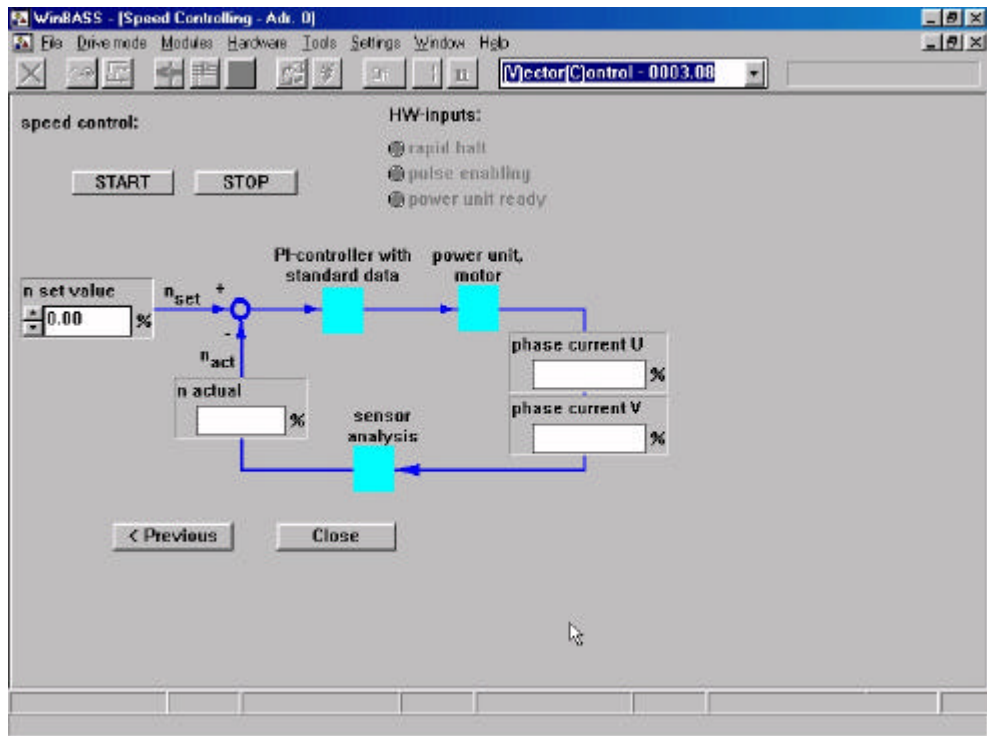 WinBASS - [Speed Controlling - Adr. 0]
File Drive mode Modules Hardware Tools Settings Window Help
[V]ector[C]ontrol - 0003.08
speed control:
HW-inputs:
rapid halt
pulse enabling
power unit ready
START STOP
PI-controller with standard data
power unit, motor
n set value
0.00 %
nset
+
-
nact
phase current U
%
n actual
%
phase current V
%
sensor analysis
< Previous Close